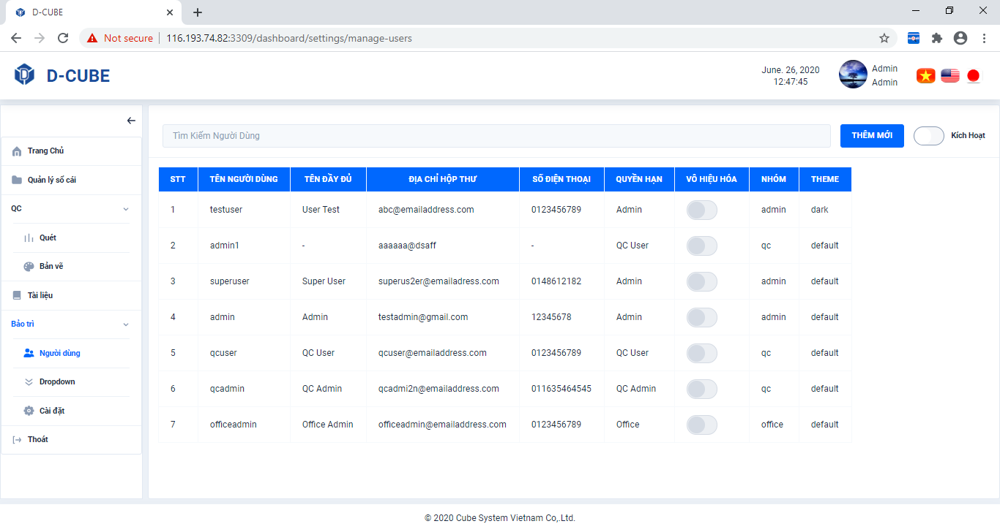 D-CUBE
Not secure
116.193.74.82:3309/dashboard/settings/manage-users
D-CUBE
June. 26, 2020
12:47:45
Admin
Admin
Trang Chủ
Quản lý sổ cái
QC
Quét
Bản vẽ
Tài liệu
Bảo trì
Người dùng
Dropdown
Cài đặt
Thoát
Tìm Kiếm Người Dùng
THÊM MỚI
Kích Hoạt
STT TÊN NGƯỜI DÙNG TÊN ĐẦY ĐỦ ĐỊA CHỈ HỘP THƯ SỐ ĐIỆN THOẠI QUYỀN HẠN VÔ HIỆU HÓA NHÓM THEME
1 testuser User Test abc@emailaddress.com 0123456789 Admin admin dark
2 admin1 - aaaaaa@dsaff - QC User qc default
3 superuser Super User superus2er@emailadress.com 0148612182 Admin admin default
4 admin Admin testadmin@gmail.com 12345678 Admin admin default
5 qcuser QC User qcuser@emailaddress.com 0123456789 QC User qc default
6 qcadmin QC Admin qcadmi2n@emailaddress.com 011635464545 QC Admin qc default
7 officeadmin Office Admin officeadmin@emailaddress.com 0123456789 Office office default
© 2020 Cube System Vietnam Co,.Ltd.